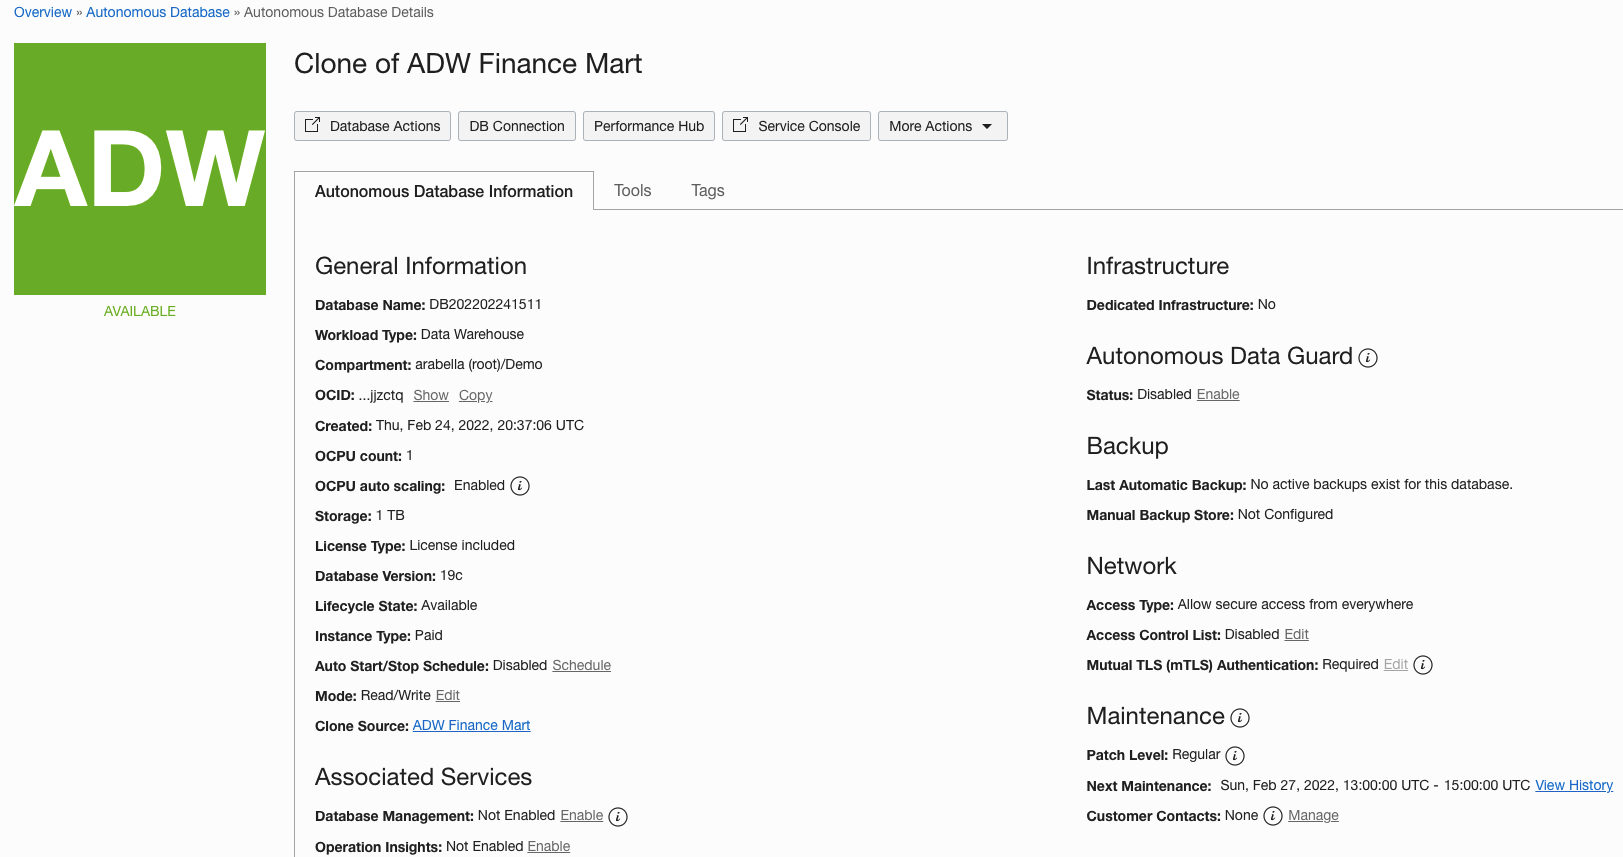 Overview » Autonomous Database » Autonomous Database Details
ADW
AVAILABLE
Clone of ADW Finance Mart
Database Actions DB Connection Performance Hub Service Console More Actions
Autonomous Database Information Tools Tags
General Information
Database Name: DB202202241511
Workload Type: Data Warehouse
Compartment: arabella (root)/Demo
OCID: ...jjzctq Show Copy
Created: Thu, Feb 24, 2022, 20:37:06 UTC
OCPU count: 1
OCPU auto scaling: Enabled i
Storage: 1 TB
License Type: License included
Database Version: 19c
Lifecycle State: Available
Instance Type: Paid
Auto Start/Stop Schedule: Disabled Schedule
Mode: Read/Write Edit
Clone Source: ADW Finance Mart
Associated Services
Database Management: Not Enabled Enable i
Operation Insights: Not Enabled Enable
Infrastructure
Dedicated Infrastructure: No
Autonomous Data Guard i
Status: Disabled Enable
Backup
Last Automatic Backup: No active backups exist for this database.
Manual Backup Store: Not Configured
Network
Access Type: Allow secure access from everywhere
Access Control List: Disabled Edit
Mutual TLS (mTLS) Authentication: Required Edit i
Maintenance i
Patch Level: Regular i
Next Maintenance: Sun, Feb 27, 2022, 13:00:00 UTC - 15:00:00 UTC View History
Customer Contacts: None i Manage